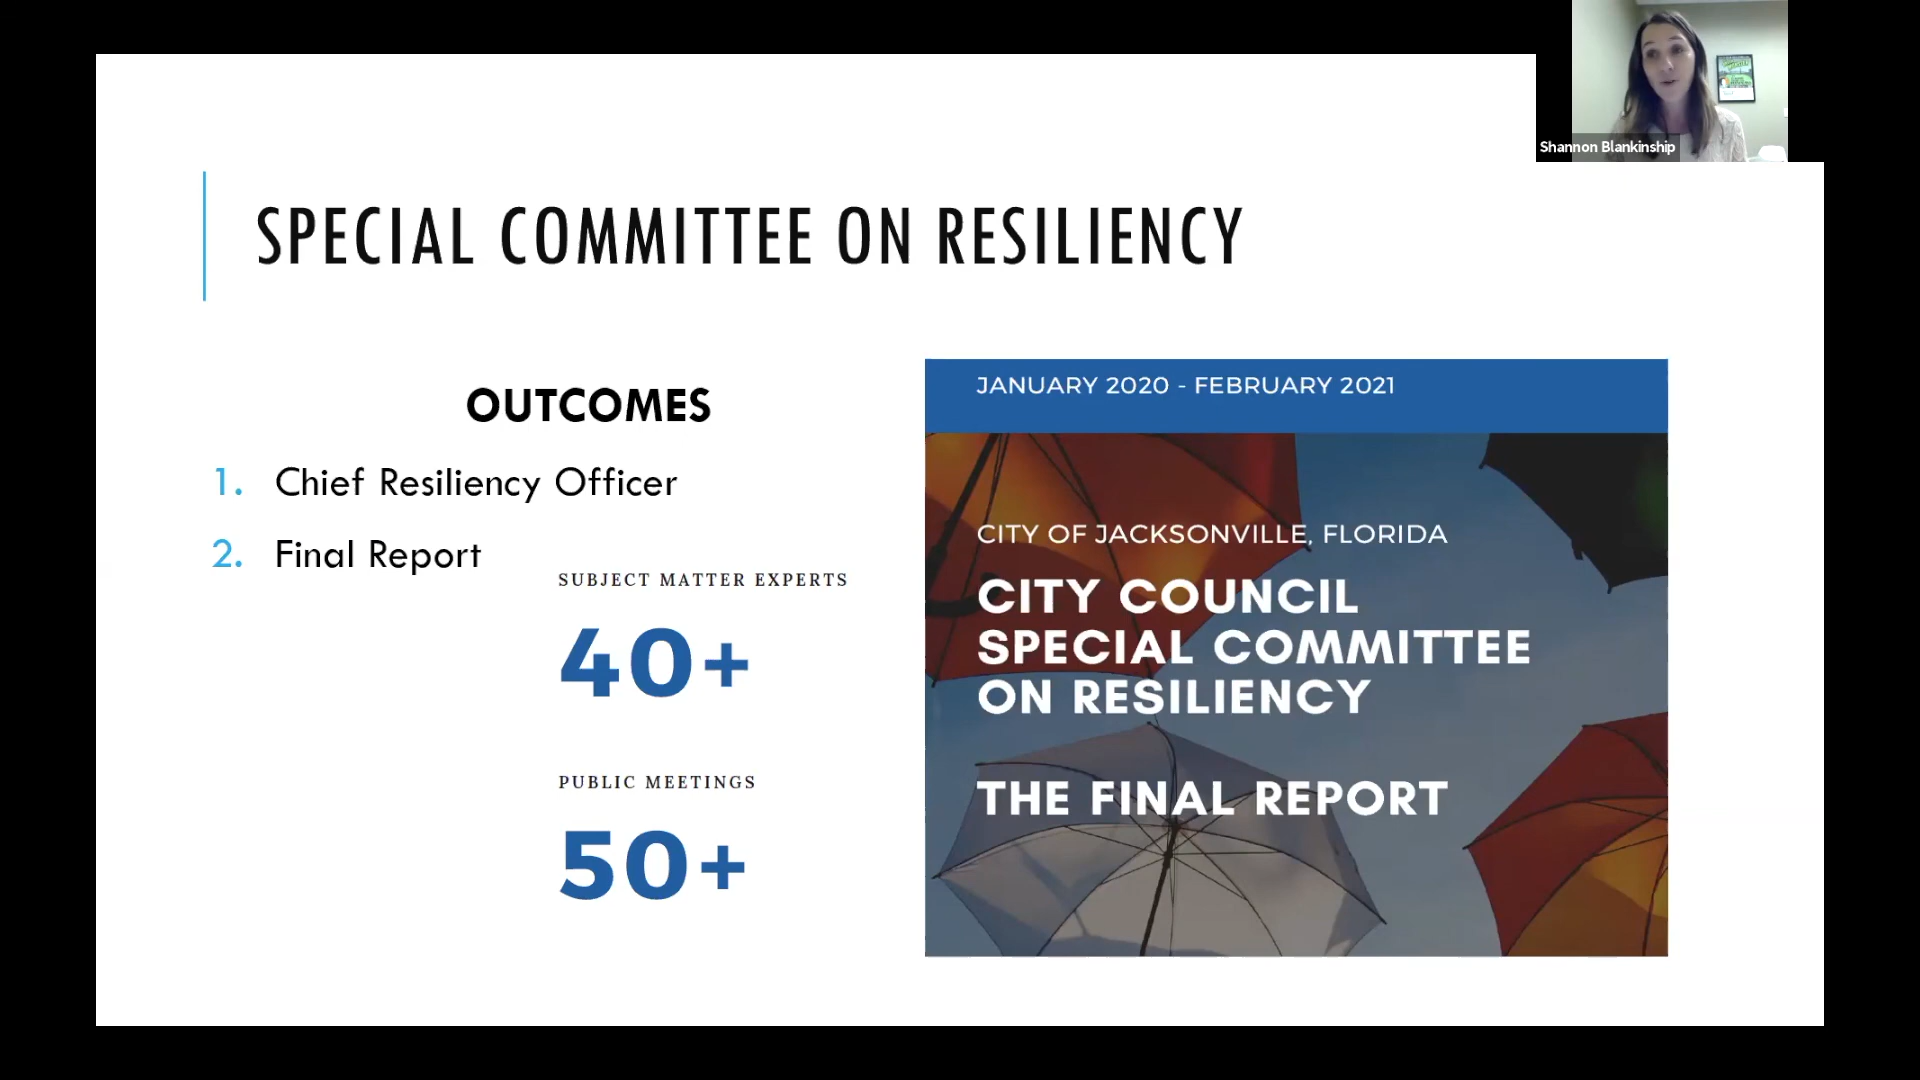 Shannon Blankinship
SPECIAL COMMITTEE ON RESILIENCY
OUTCOMES
1. Chief Resiliency Officer
2. Final Report
SUBJECT MATTER EXPERTS
40+
PUBLIC MEETINGS
50+
JANUARY 2020 - FEBRUARY 2021
CITY OF JACKSONVILLE, FLORIDA
CITY COUNCIL
SPECIAL COMMITTEE
ON RESILIENCY
THE FINAL REPORT